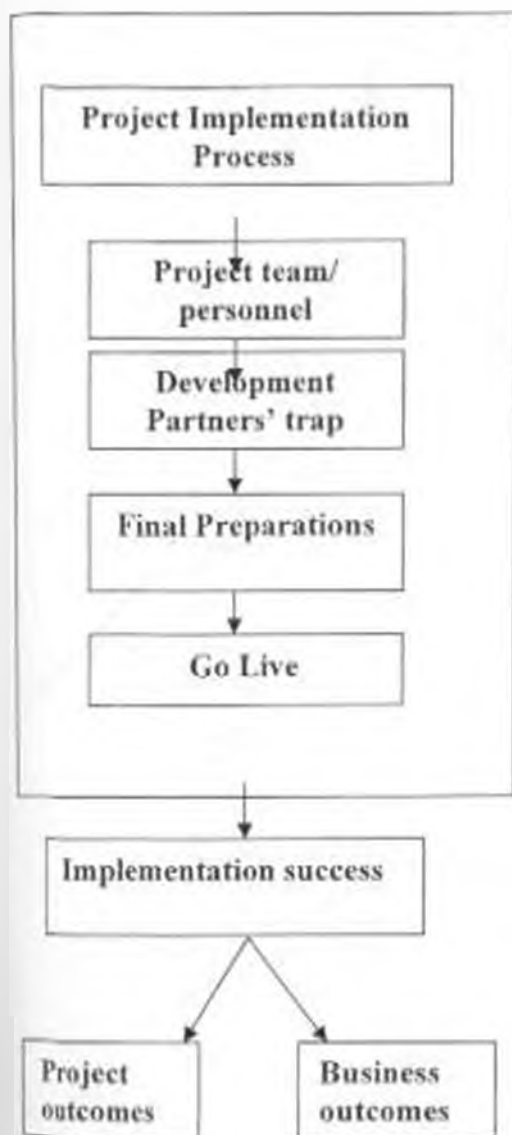 Project Implementation
Process
Project team/
personnel
Development
Partners' trap
Final Preparations
Go Live
Implementation success
Project
outcomes
Business
outcomes